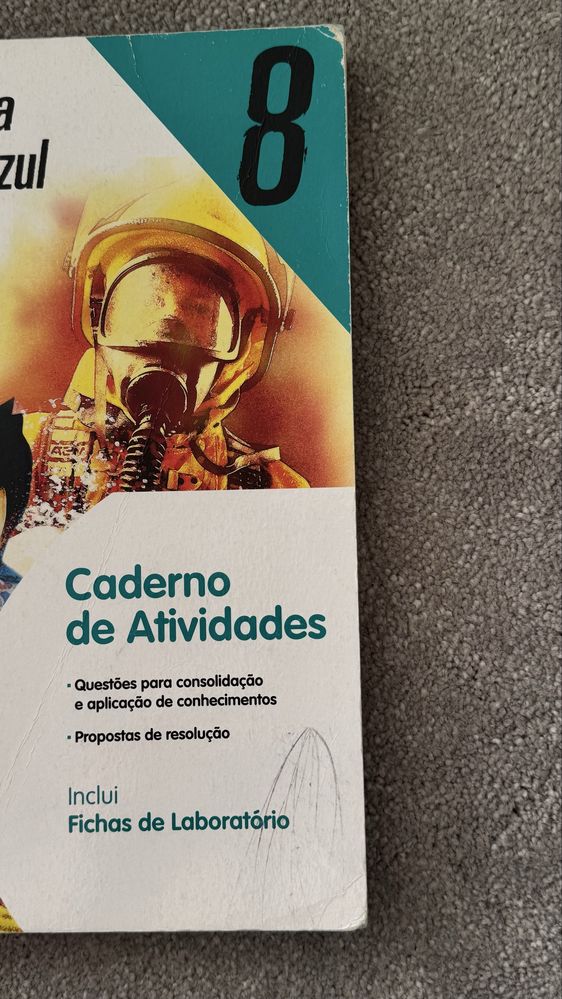 a
zul
8
Caderno
de Atividades
· Questões para consolidação
e aplicação de conhecimentos
· Propostas de resolução
Inclui
Fichas de Laboratório